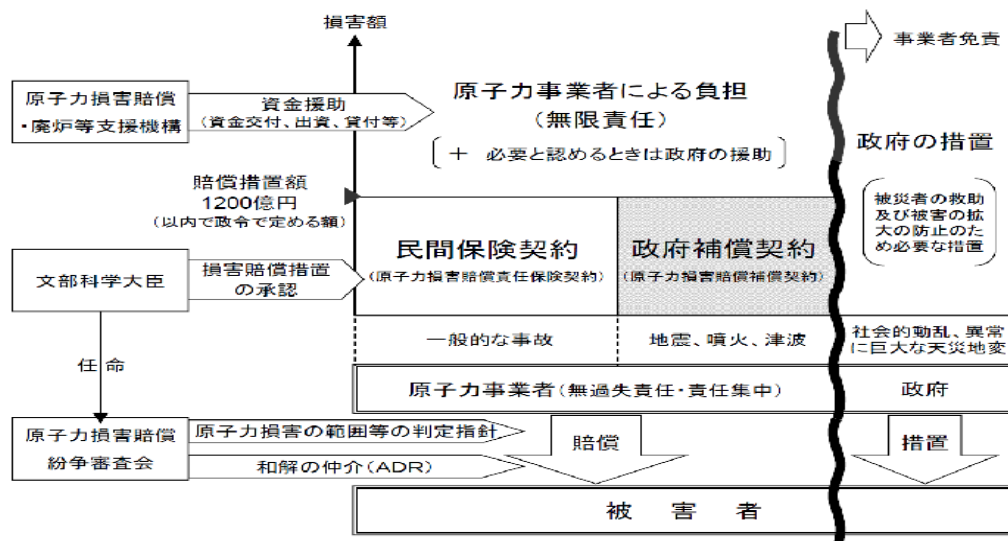 損害額
事業者免責
原子力損害賠償
・廃炉等支援機構
資金援助
(資金交付、出資、貸付等)
原子力事業者による負担
(無限責任)
＋ 必要と認めるときは政府の援助
政府の措置
被災者の救助
及び被害の拡
大の防止のた
め必要な措置
賠償措置額
1200億円
(以内で政令で定める額)
民間保険契約
(原子力損害賠償責任保険契約)
政府補償契約
(原子力損害賠償補償契約)
文部科学大臣
損害賠償措置
の承認
一般的な事故
地震、噴火、津波
社会的動乱、異常
に巨大な天災地変
任命
原子力事業者(無過失責任・責任集中)
政府
原子力損害賠償
紛争審査会
原子力損害の範囲等の判定指針
和解の仲介(ADR)
賠償
措置
被害者